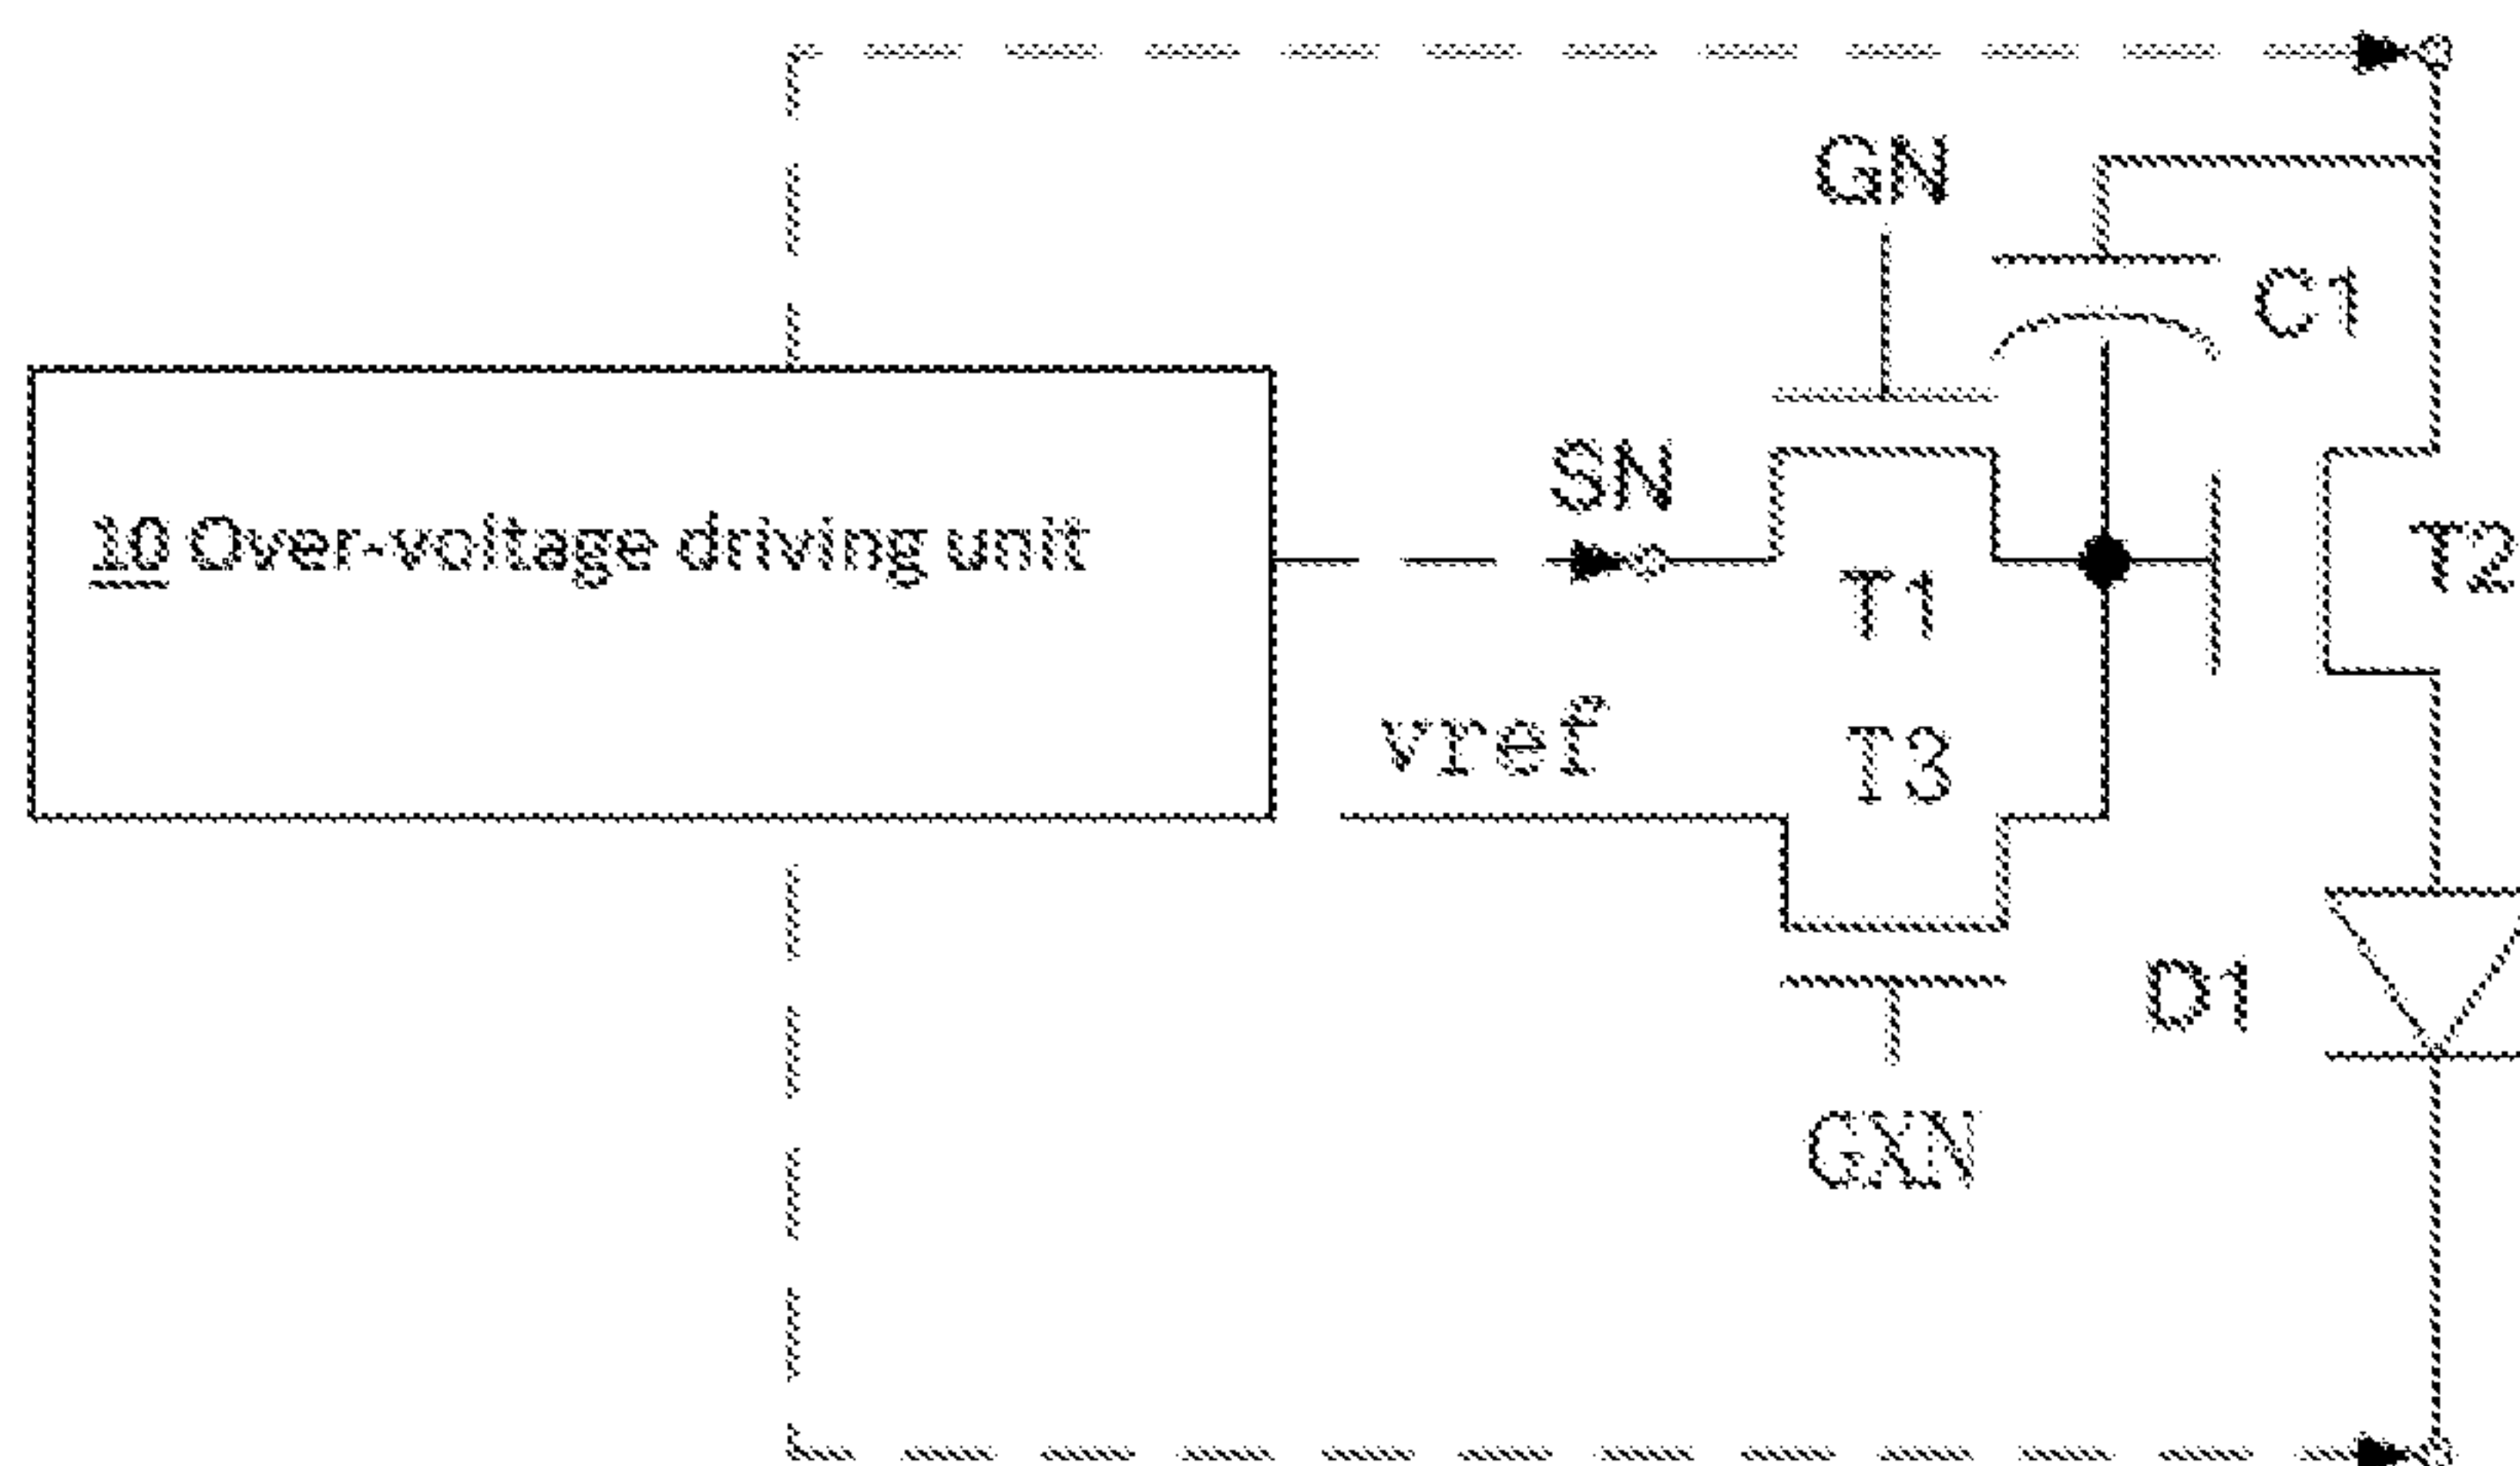 GN
C1
SN
10 Over-voltage driving unit
T2
T1
vref
T3
D1
GXN